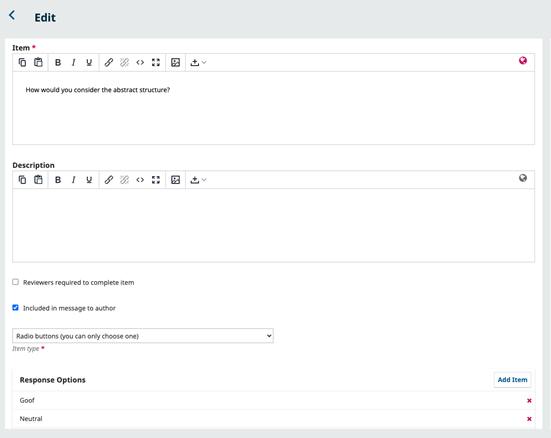 Edit
Item *
B I U
How would you consider the abstract structure?
Description
B I U
Reviewers required to complete item
Included in message to author
Radio buttons (you can only choose one)
Item type *
Response Options
Add Item
Goof
Neutral